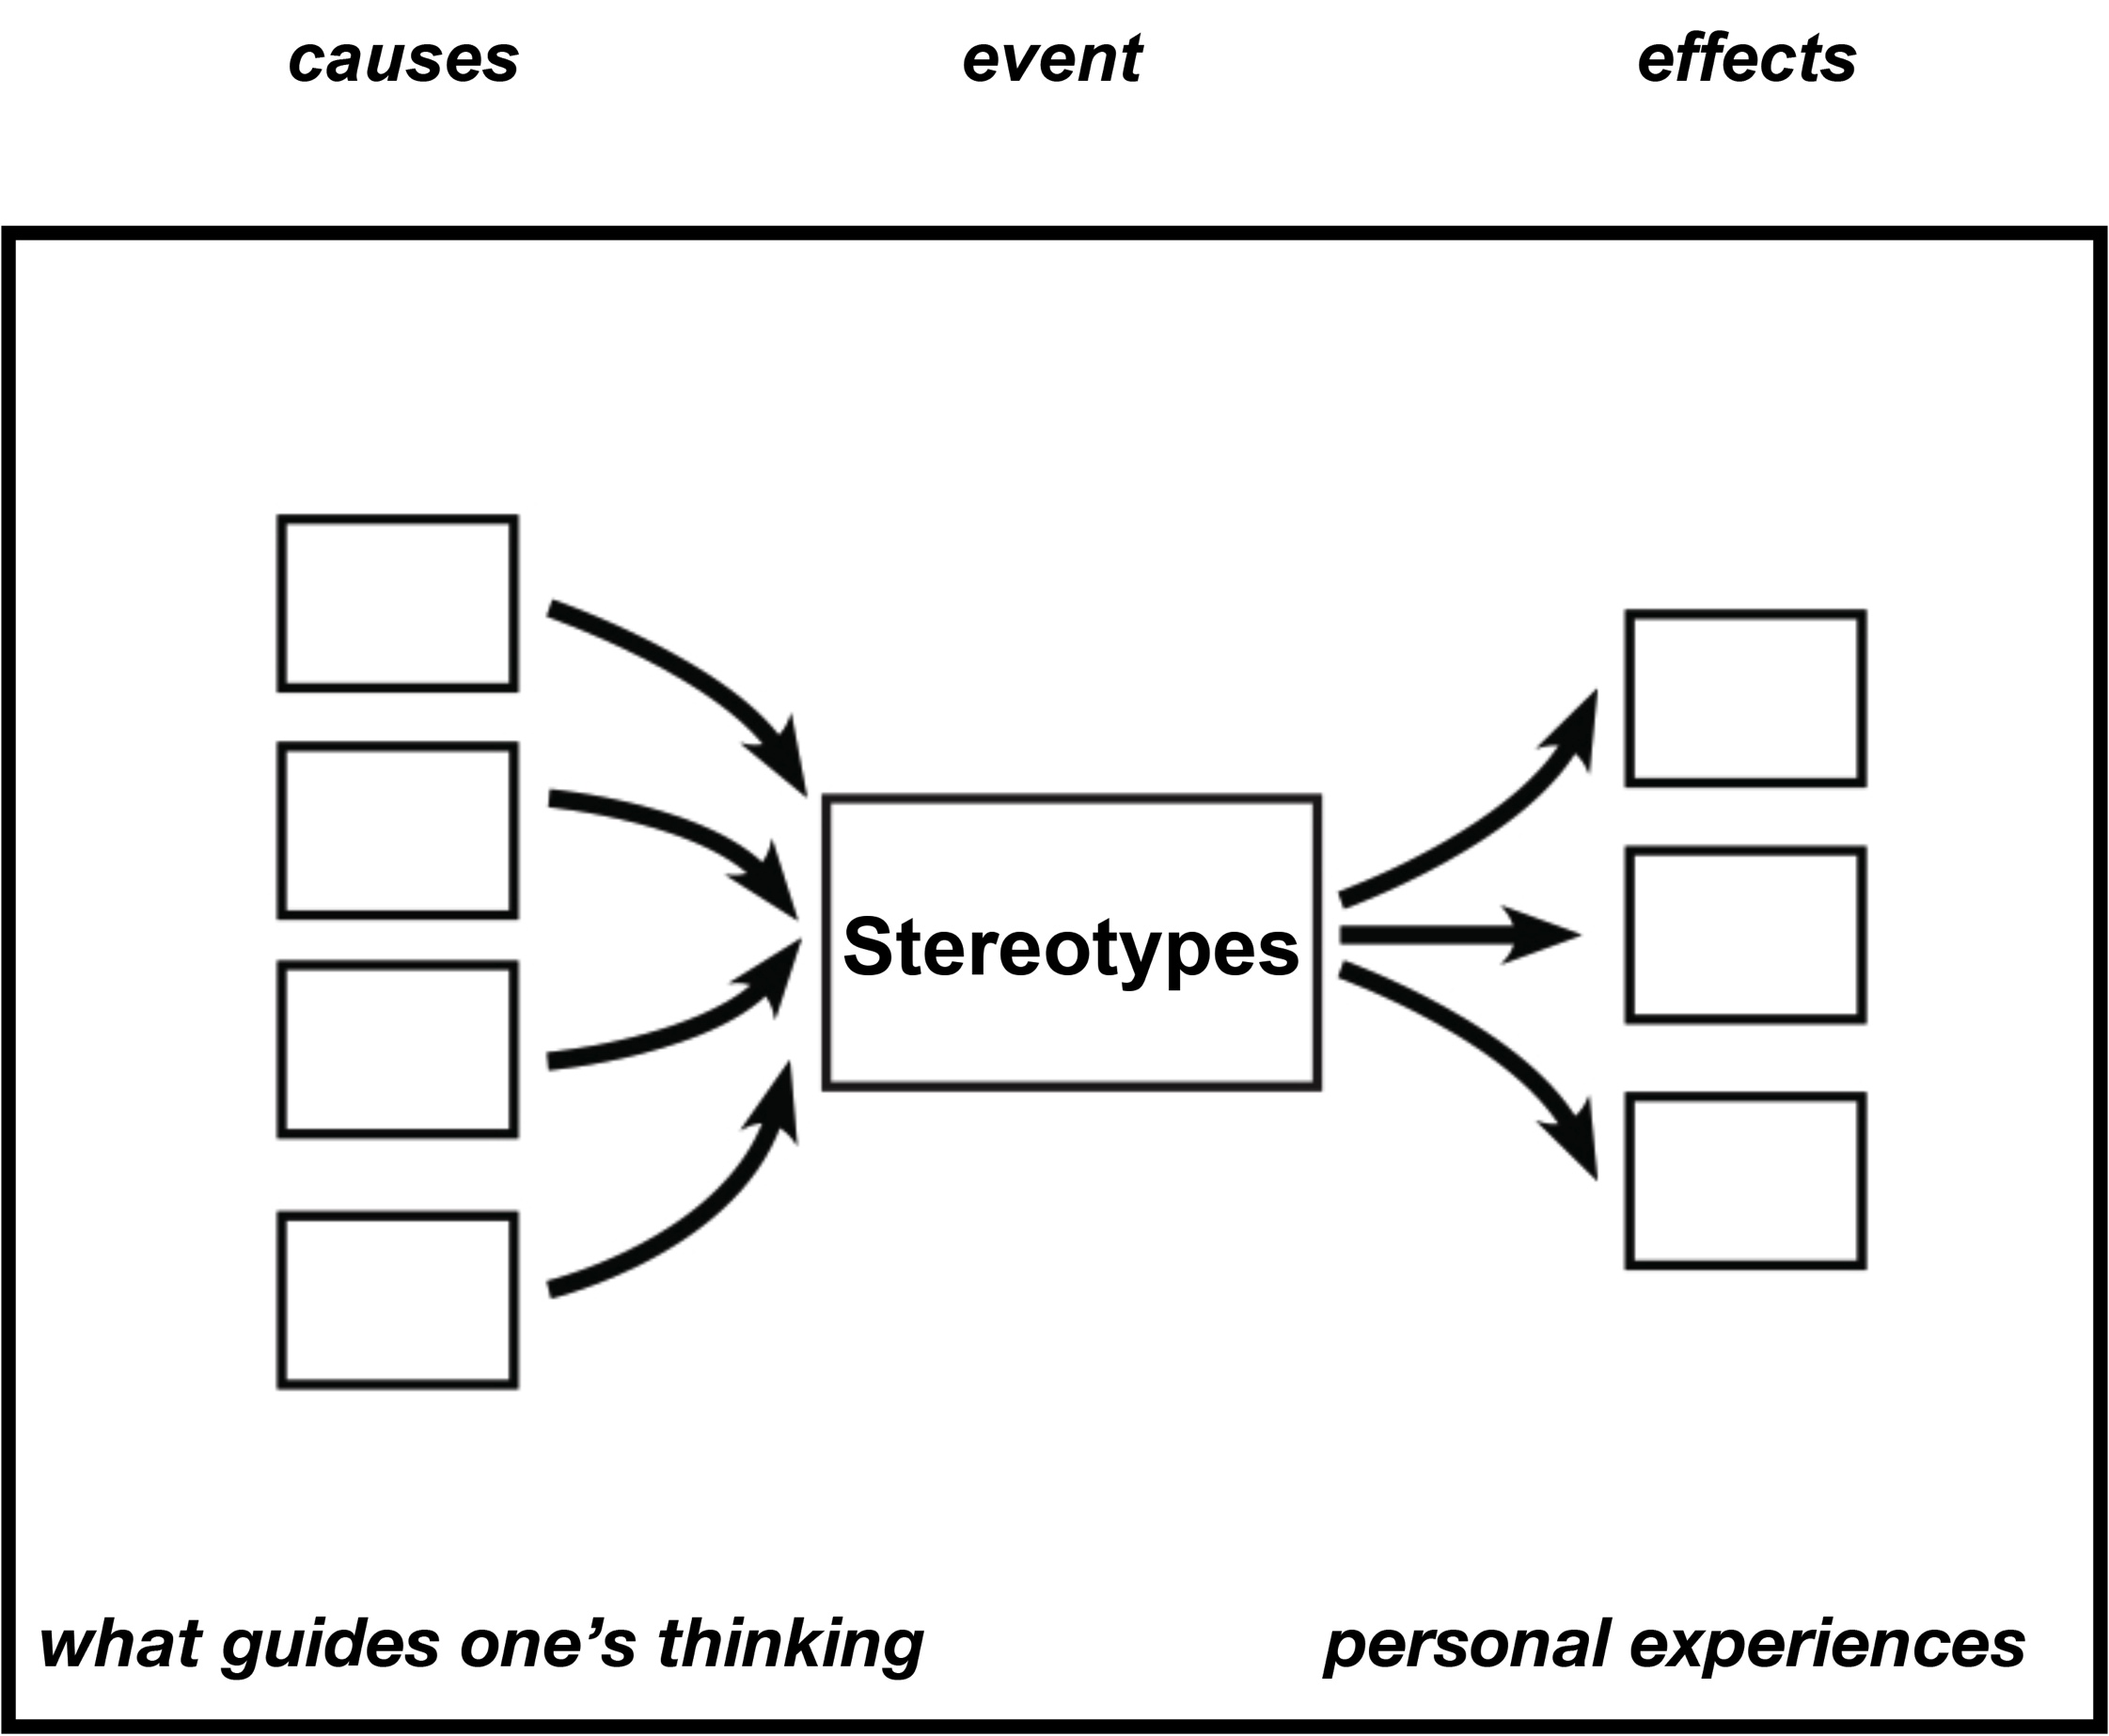 causes event effects
Stereotypes
what guides one’s thinking personal experiences